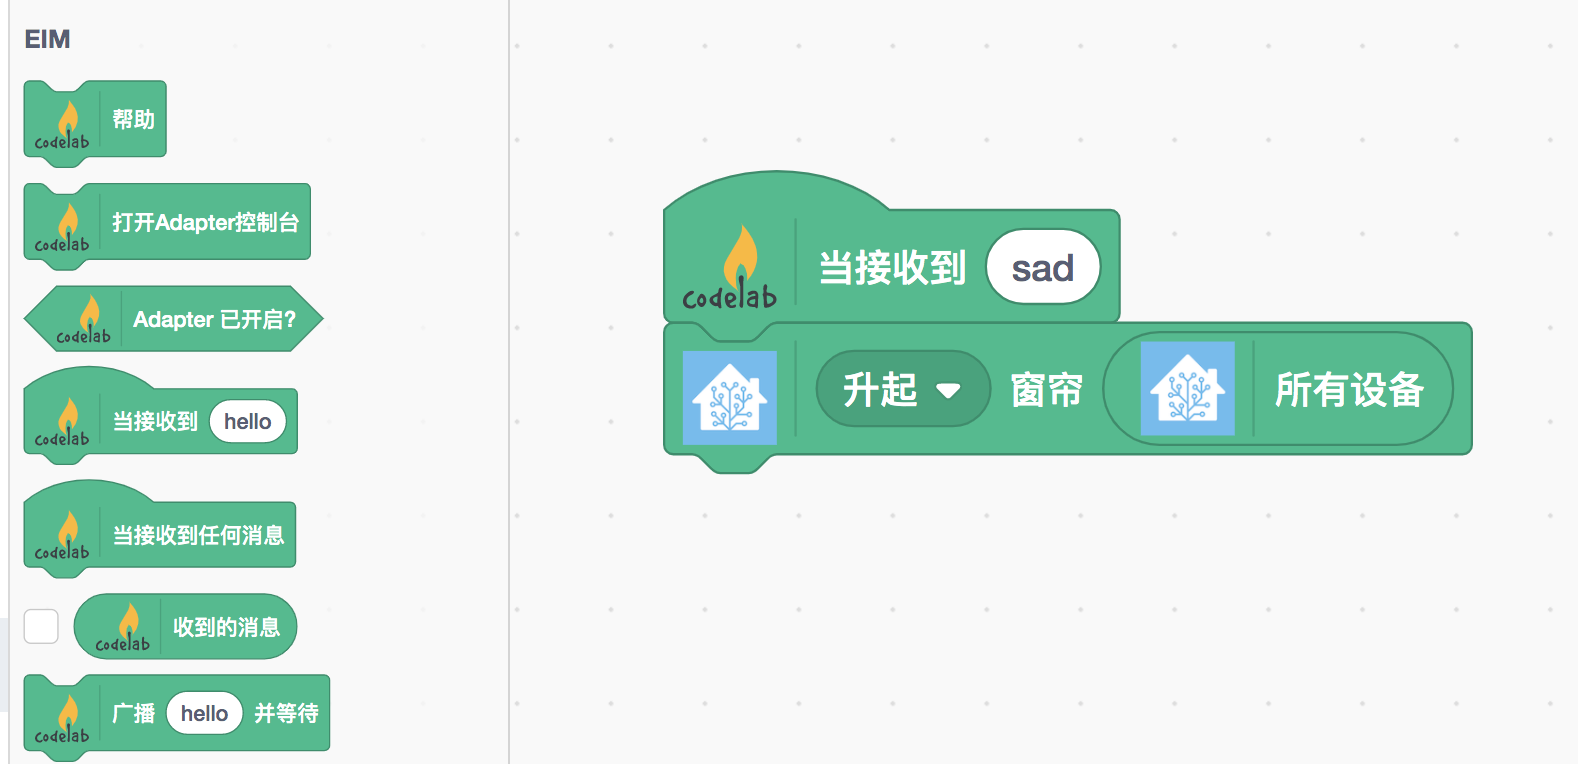 EIM
codelab 帮助
codelab 打开Adapter控制台
codelab Adapter 已开启?
codelab 当接收到 hello
codelab 当接收到任何消息
codelab 收到的消息
codelab 广播 hello 并等待
codelab 当接收到 sad
升起 窗帘 所有设备